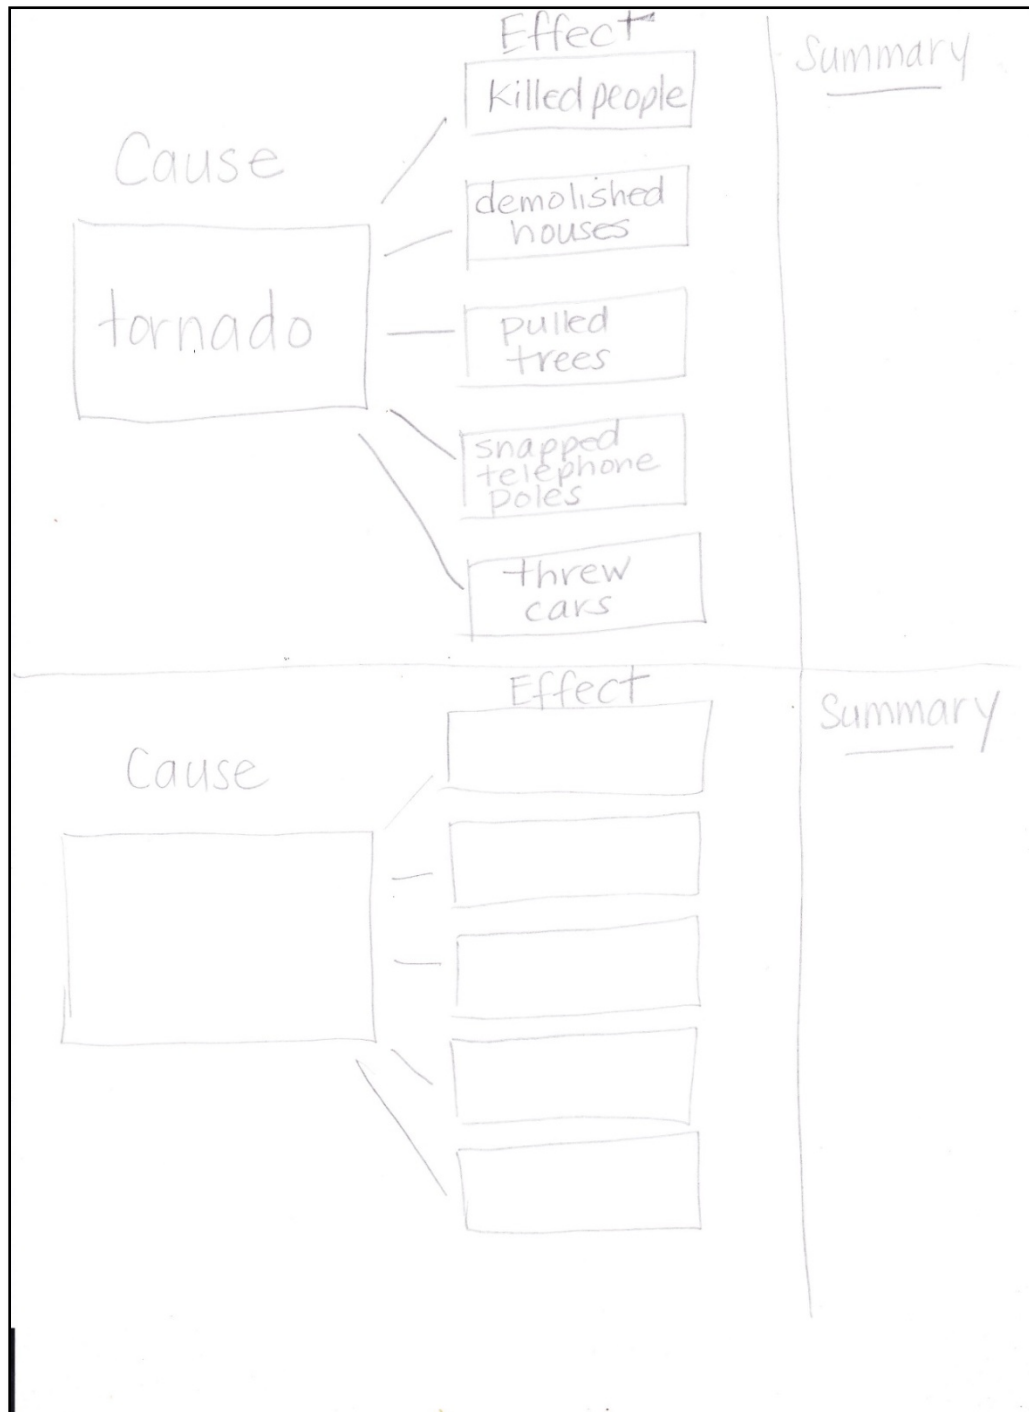 Effect
Summary
killed people
Cause
demolished
houses
tornado
pulled
trees
snapped
telephone
poles
threw
cars
Effect
Summary
Cause